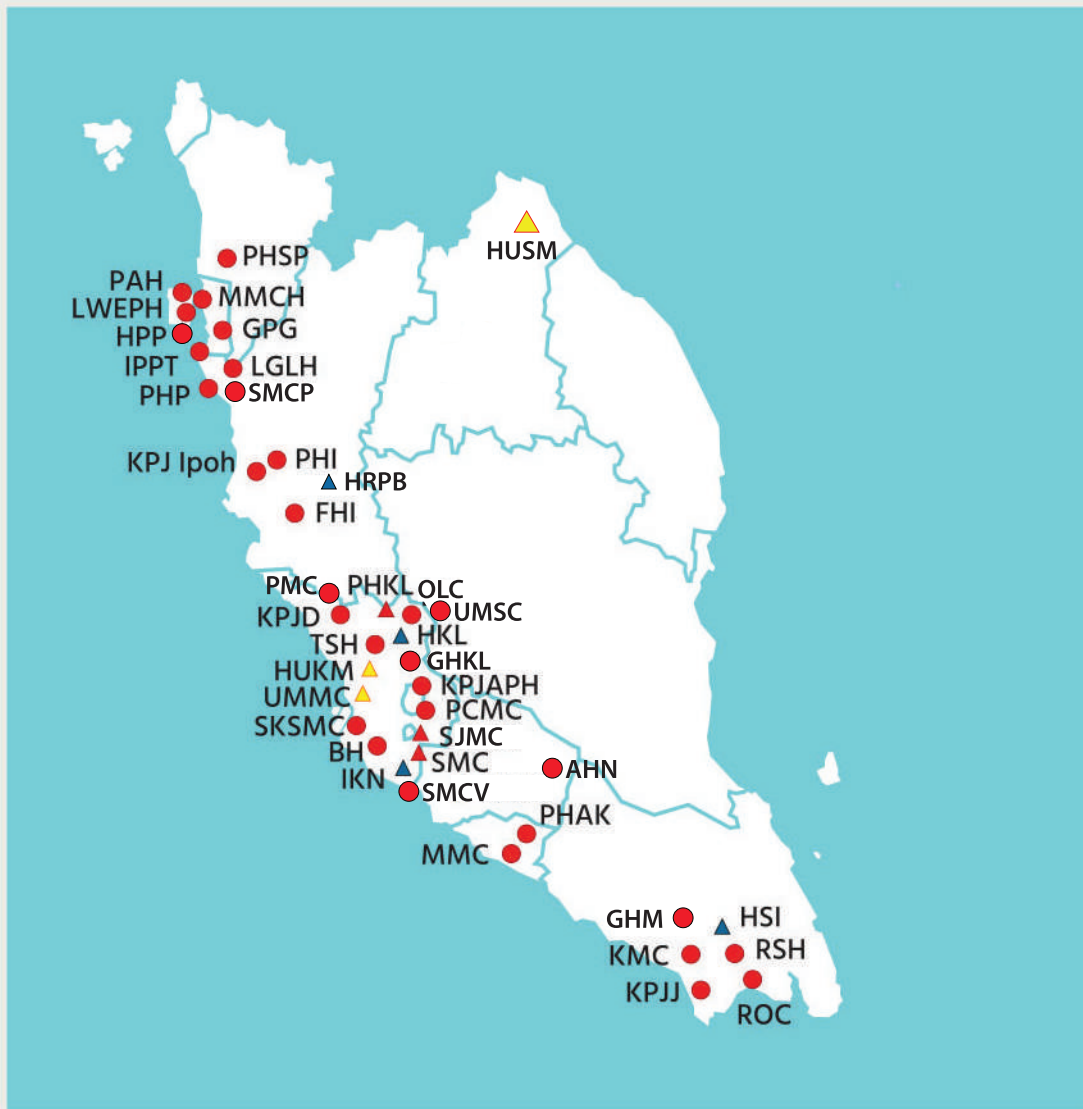 HUSM
PHSP
PAH
MMCH
LWEPH
GPG
HPP
IPPT
LGLH
PHP
SMCP
KPJ Ipoh
PHI
HRPB
FHI
PMC
PHKL
OLC
KPJD
UMSC
TSH
HKL
HUKM
GHKL
UMMC
KPJAPH
SKSMC
PCMC
BH
SJMC
IKN
SMC
AHN
SMCV
PHAK
MMC
GHM
HSI
KMC
RSH
KPJJ
ROC